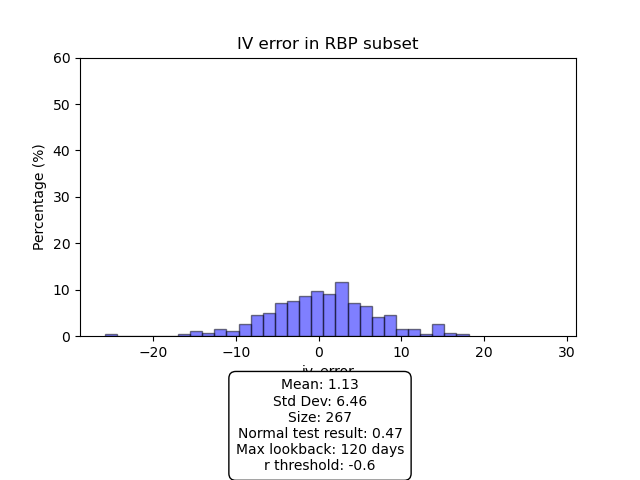 IV error in RBP subset
60
50
40
30
20
10
0
Percentage (%)
−20
−10
0
10
20
30
iv_error
Mean: 1.13
Std Dev: 6.46
Size: 267
Normal test result: 0.47
Max lookback: 120 days
r threshold: -0.6